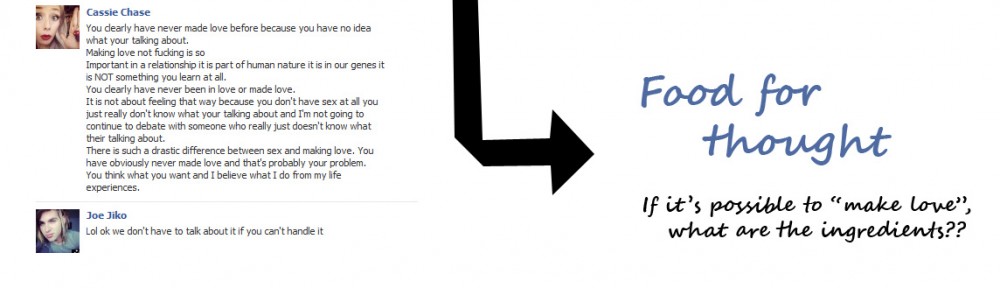 Cassie Chase
You clearly have never made love before because you have no idea
what your talking about.
Making love not fucking is so
Important in a relationship it is part of human nature it is in our genes it
is NOT something you learn at all.
You clearly have never been in love or made love.
It is not about feeling that way because you don't have sex at all you
just really don't know what your talking about and I'm not going to
continue to debate with someone who really just doesn't know what
their talking about.
There is such a drastic difference between sex and making love. You
have obviously never made love and that's probably your problem.
You think what you want and I believe what I do from my life
experiences.
Joe Jiko
Lol ok we don't have to talk about it if you can't handle it
Food for
thought
If it's possible to “make love”,
what are the ingredients??